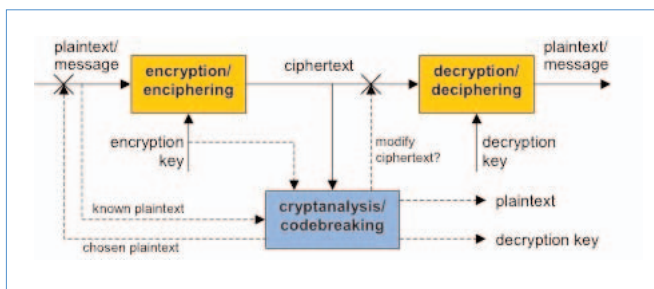 plaintext/
message
encryption/
enciphering
ciphertext
decryption/
deciphering
plaintext/
message
encryption
key
modify
ciphertext?
decryption
key
known plaintext
cryptanalysis/
codebreaking
plaintext
chosen plaintext
decryption key